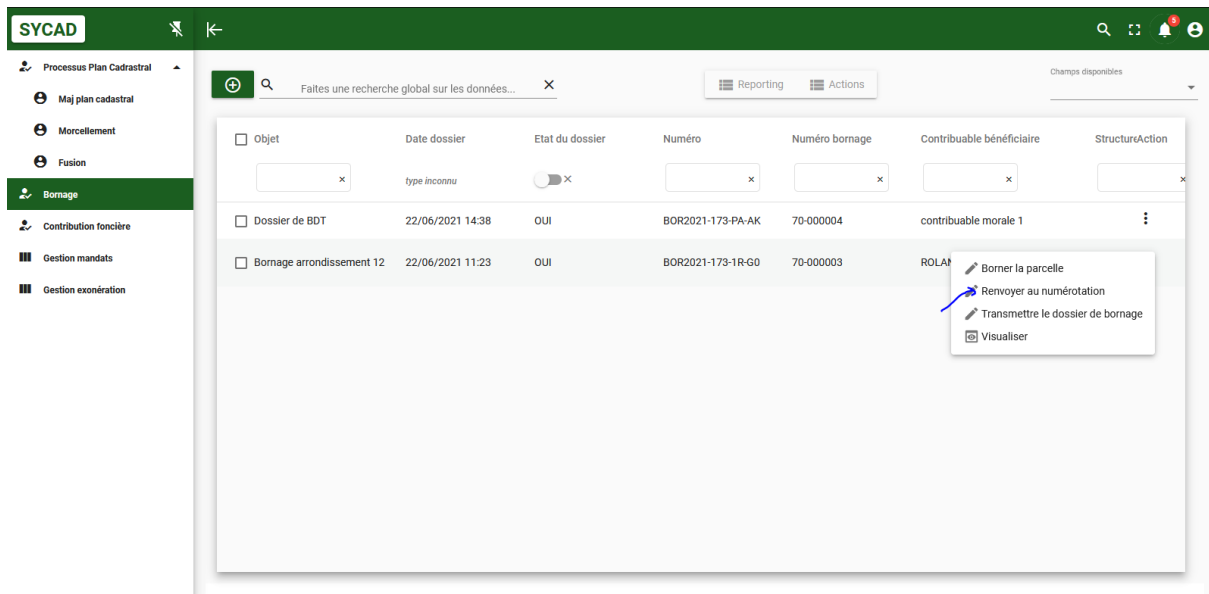 SYCAD
5
Processus Plan Cadrastral
Maj plan cadastral
Morcellement
Fusion
Bornage
Contribution foncière
Gestion mandats
Gestion exonération
Faites une recherche global sur les données...
Reporting
Actions
Champs disponibles
Objet Date dossier Etat du dossier Numéro Numéro bornage Contribuable bénéficiaire Structure Action
type inconnu
Dossier de BDT 22/06/2021 14:38 OUI BOR2021-173-PA-AK 70-000004 contribuable morale 1
Bornage arrondissement 12 22/06/2021 11:23 OUI BOR2021-173-1R-G0 70-000003
Borner la parcelle
Renvoyer au numérotation
Transmettre le dossier de bornage
Visualiser